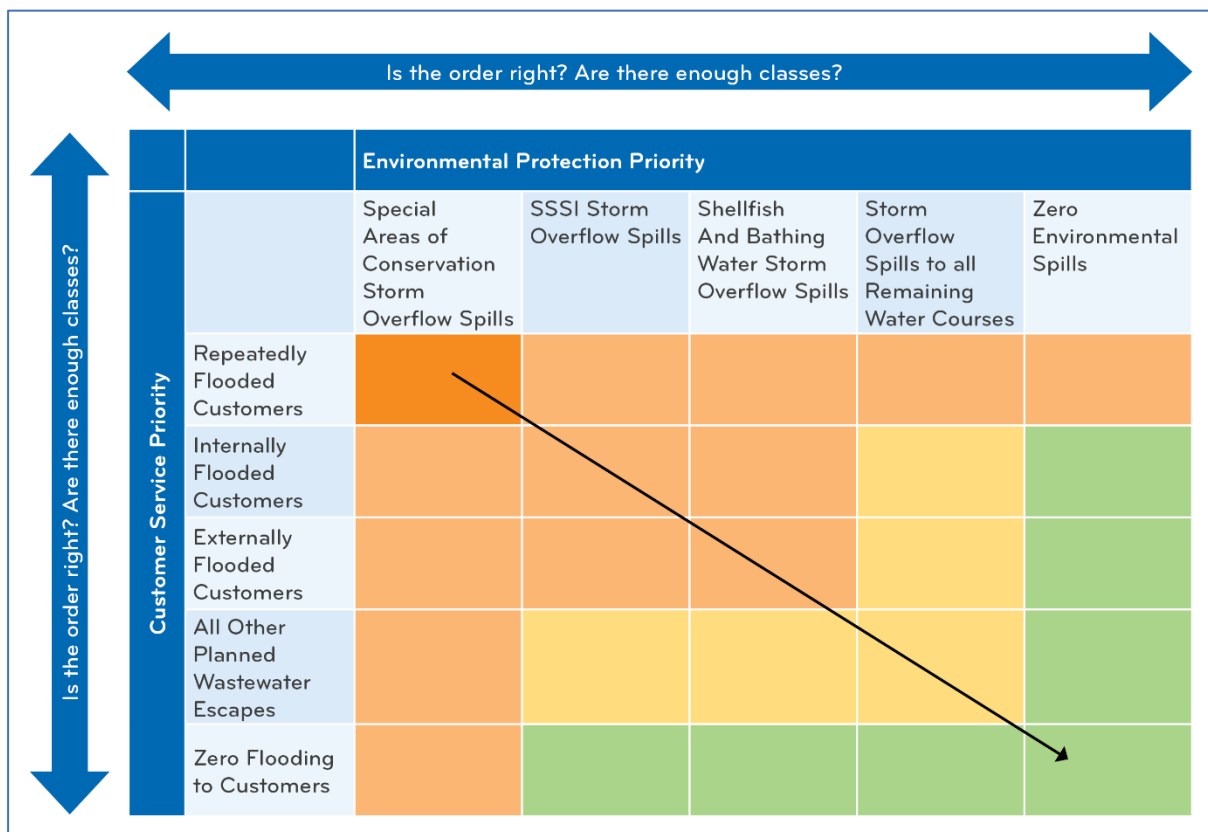 Is the order right? Are there enough classes?
Is the order right? Are there enough classes?
Environmental Protection Priority
Customer Service Priority
Special
Areas of
Conservation
Storm
Overflow Spills
SSSI Storm
Overflow Spills
Shellfish
And Bathing
Water Storm
Overflow Spills
Storm
Overflow
Spills to all
Remaining
Water Courses
Zero
Environmental
Spills
Repeatedly
Flooded
Customers
Internally
Flooded
Customers
Externally
Flooded
Customers
All Other
Planned
Wastewater
Escapes
Zero Flooding
to Customers